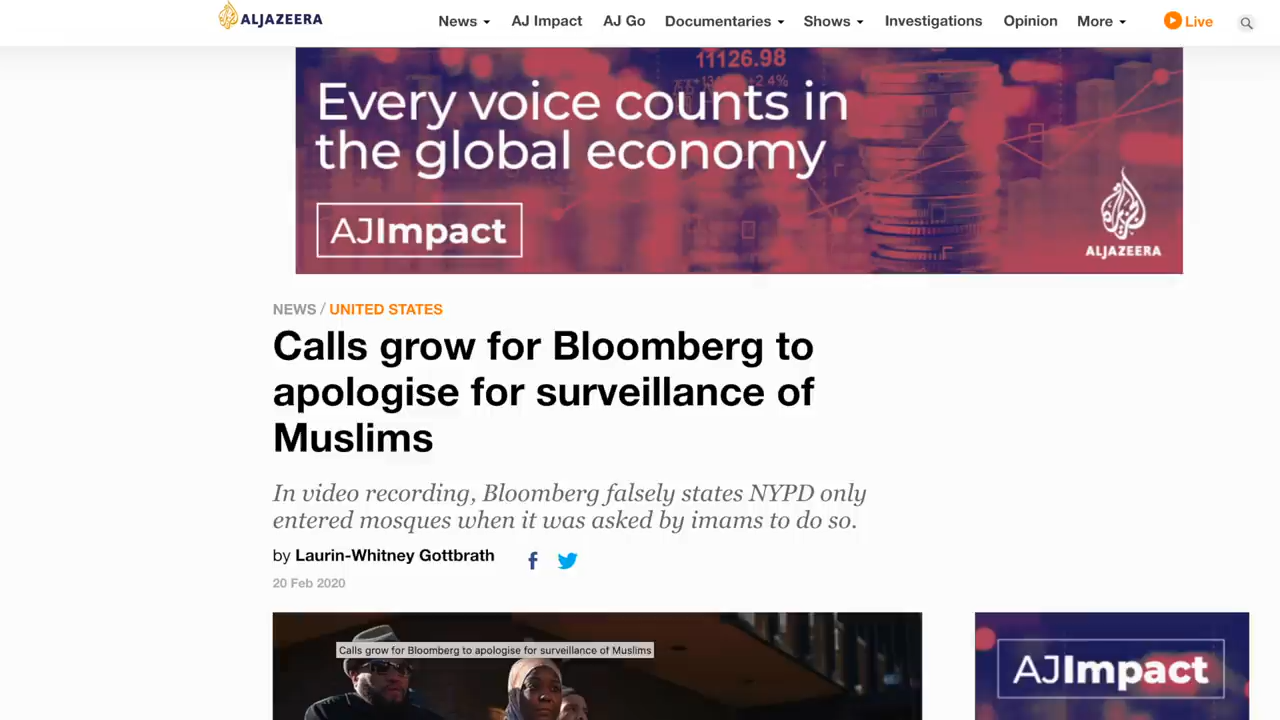 ALJAZEERA
News
AJ Impact
AJ Go
Documentaries
Shows
Investigations
Opinion
More
Live
11126.98
+2.4%
Every voice counts in
the global economy
AJImpact
ALJAZEERA
NEWS / UNITED STATES
Calls grow for Bloomberg to
apologise for surveillance of
Muslims
In video recording, Bloomberg falsely states NYPD only
entered mosques when it was asked by imams to do so.
by Laurin-Whitney Gottbrath
20 Feb 2020
Calls grow for Bloomberg to apologise for surveillance of Muslims
AJImpact